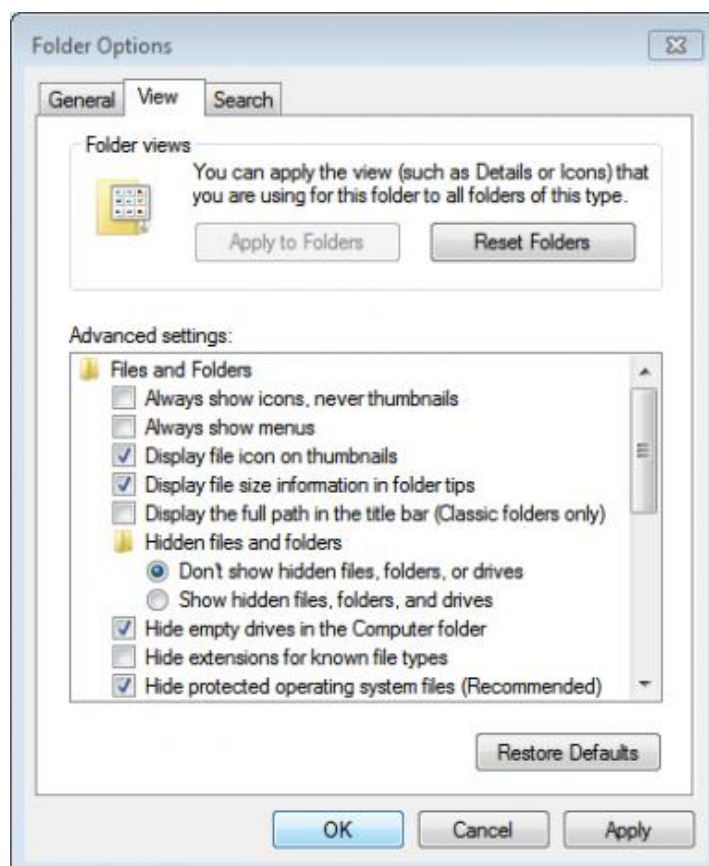 Folder Options
General View Search
Folder views
You can apply the view (such as Details or Icons) that
you are using for this folder to all folders of this type.
Apply to Folders Reset Folders
Advanced settings:
Files and Folders
Always show icons, never thumbnails
Always show menus
Display file icon on thumbnails
Display file size information in folder tips
Display the full path in the title bar (Classic folders only)
Hidden files and folders
Don't show hidden files, folders, or drives
Show hidden files, folders, and drives
Hide empty drives in the Computer folder
Hide extensions for known file types
Hide protected operating system files (Recommended)
Restore Defaults
OK Cancel Apply